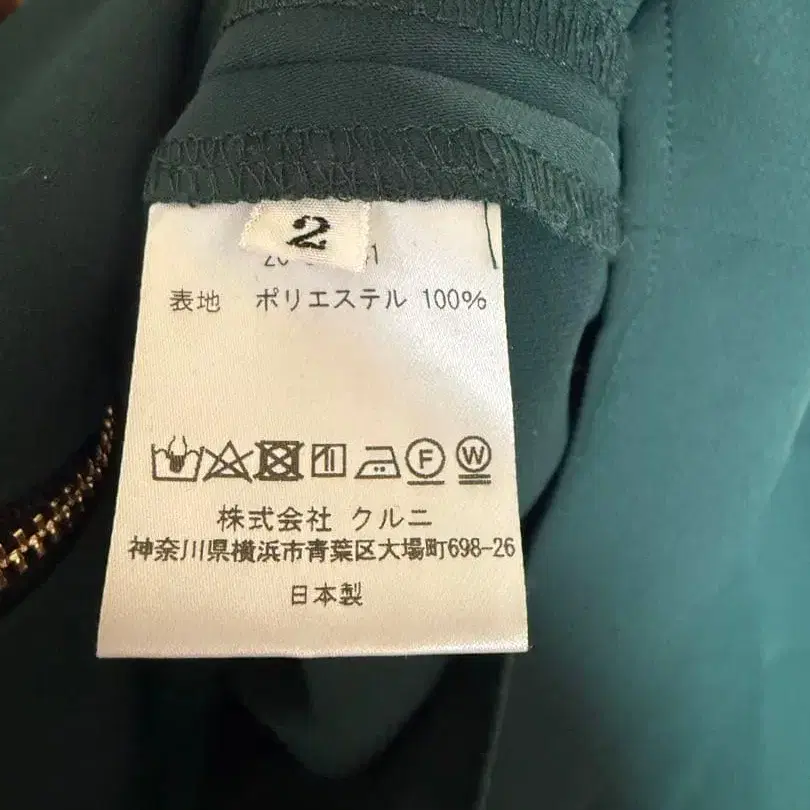 2
表地 ポリエステル 100%
F W
株式会社 クルニ
神奈川県横浜市青葉区大場町698-26
日本製